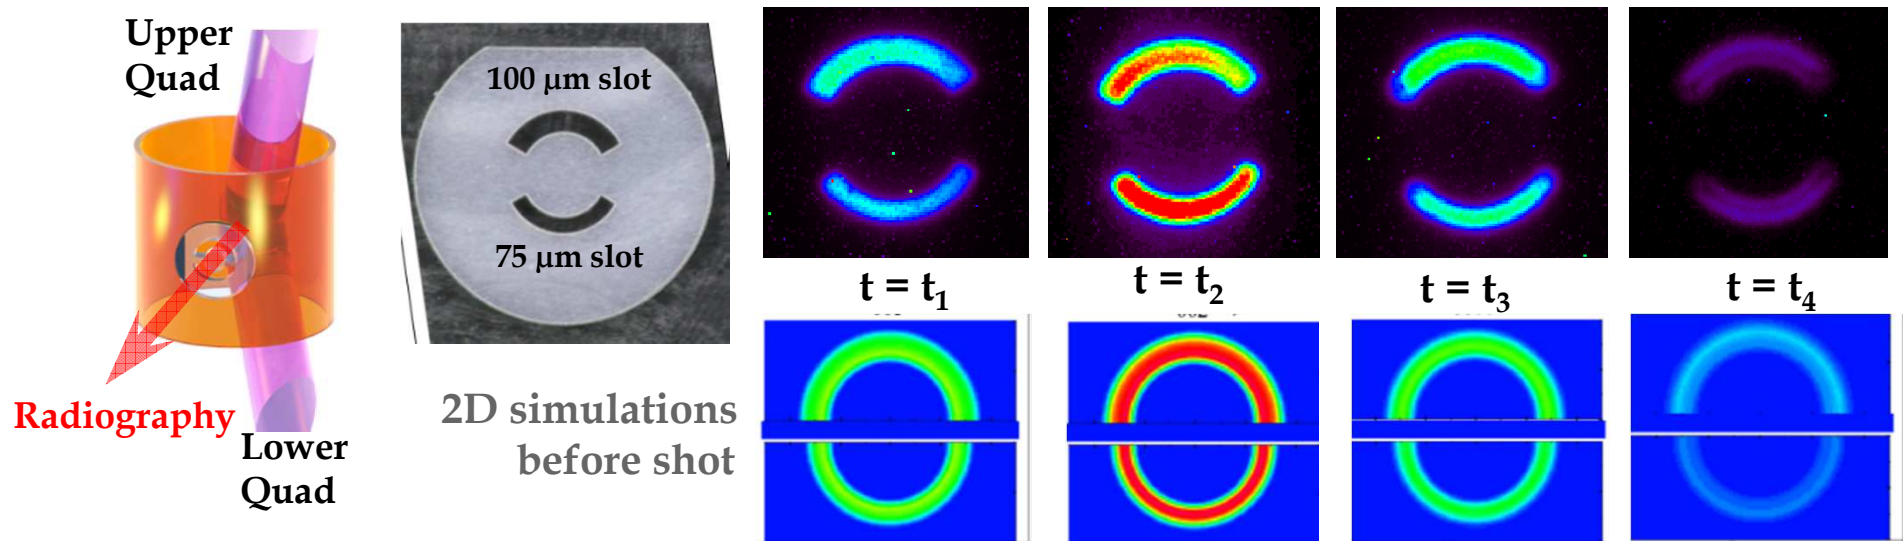 Upper
Quad
100 μm slot
75 μm slot
Radiography
Lower
Quad
2D simulations
before shot
t = t₁
t = t₂
t = t₃
t = t₄